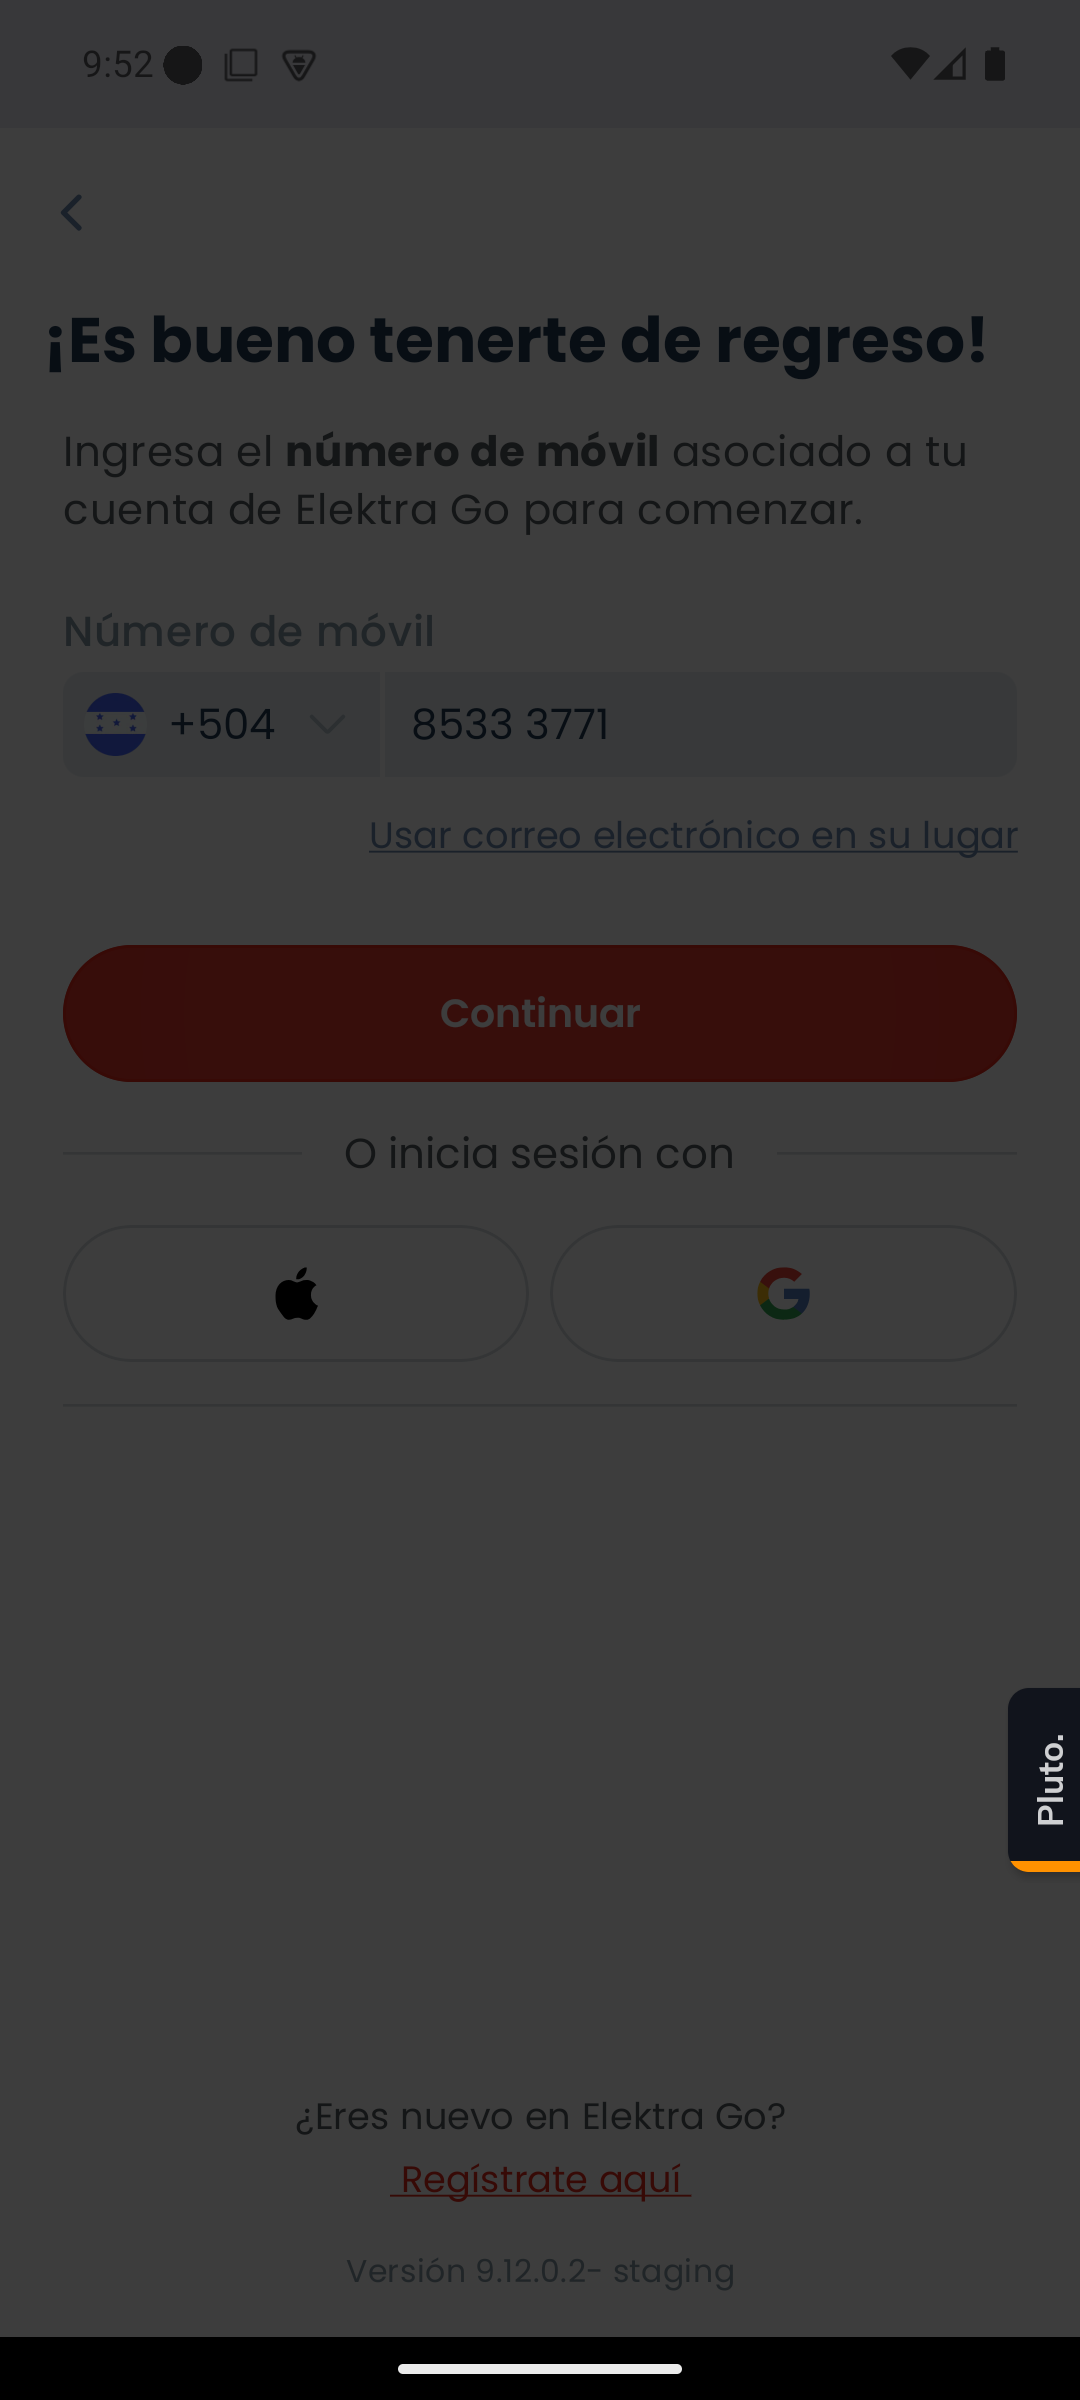 9:52
¡Es bueno tenerte de regreso!
Ingresa el número de móvil asociado a tu
cuenta de Elektra Go para comenzar.
Número de móvil
+504 8533 3771
Usar correo electrónico en su lugar
Continuar
O inicia sesión con
Pluto.
¿Eres nuevo en Elektra Go?
Regístrate aquí
Versión 9.12.0.2- staging